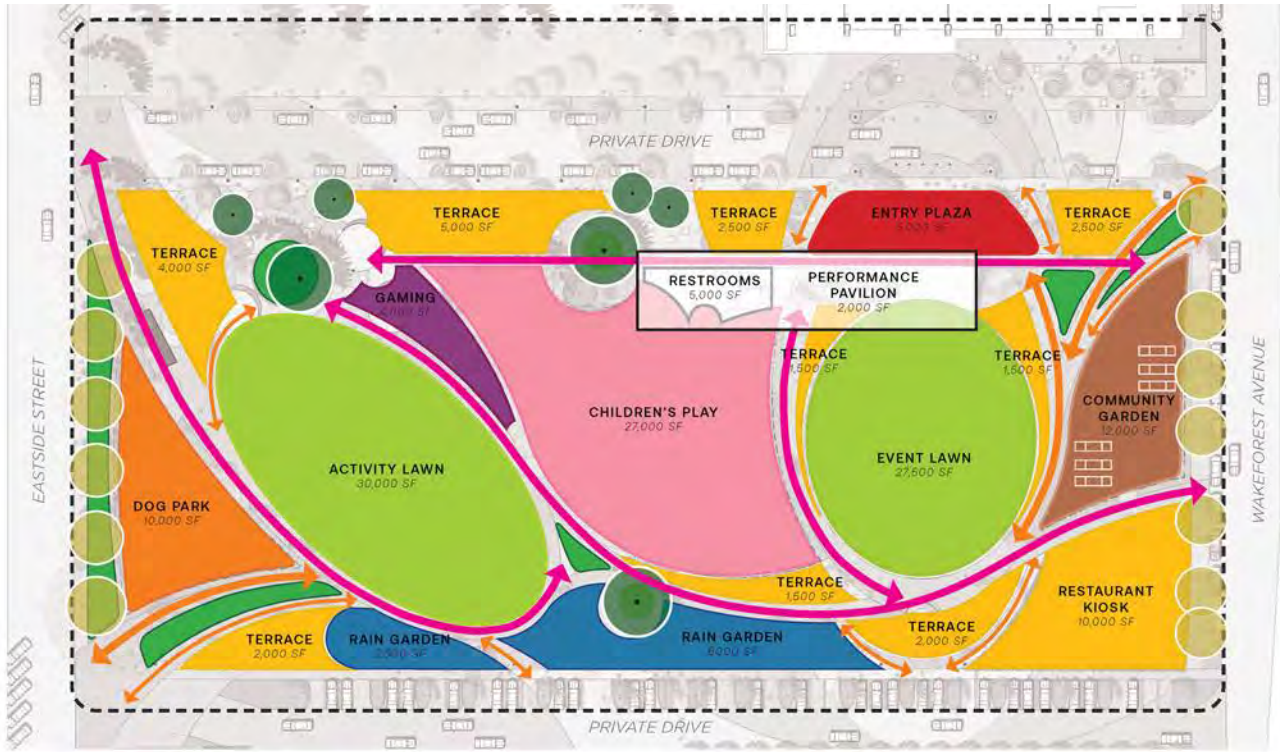 PRIVATE DRIVE
TERRACE
5,000 SF
TERRACE
2,500 SF
ENTRY PLAZA
5,000 SF
TERRACE
2,500 SF
TERRACE
4,000 SF
RESTROOMS
5,000 SF
PERFORMANCE
PAVILION
2,000 SF
GAMING
TERRACE
1,500 SF
TERRACE
1,500 SF
CHILDREN'S PLAY
27,000 SF
COMMUNITY
GARDEN
12,000 SF
EASTSIDE STREET
WAKEFOREST AVENUE
ACTIVITY LAWN
30,000 SF
EVENT LAWN
27,500 SF
DOG PARK
10,000 SF
TERRACE
1,500 SF
RESTAURANT
KIOSK
10,000 SF
TERRACE
2,000 SF
RAIN GARDEN
2,500 SF
RAIN GARDEN
6000 SF
TERRACE
2,000 SF
PRIVATE DRIVE